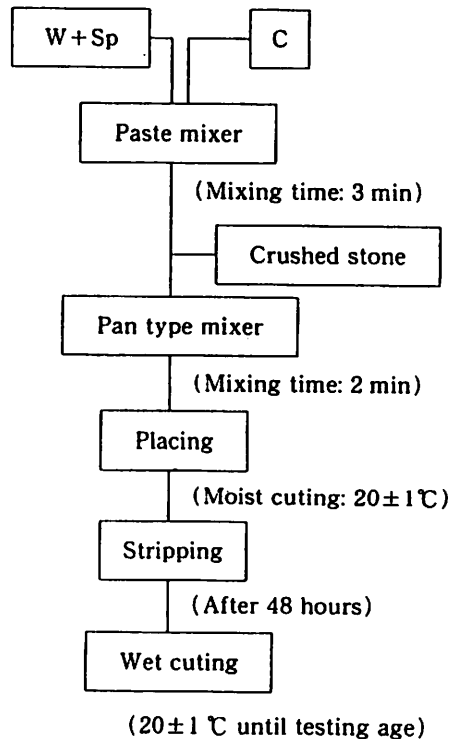 W+Sp
C
Paste mixer
(Mixing time: 3 min)
Crushed stone
Pan type mixer
(Mixing time: 2 min)
Placing
(Moist cuting: 20±1℃)
Stripping
(After 48 hours)
Wet cuting
(20±1 ℃ until testing age)